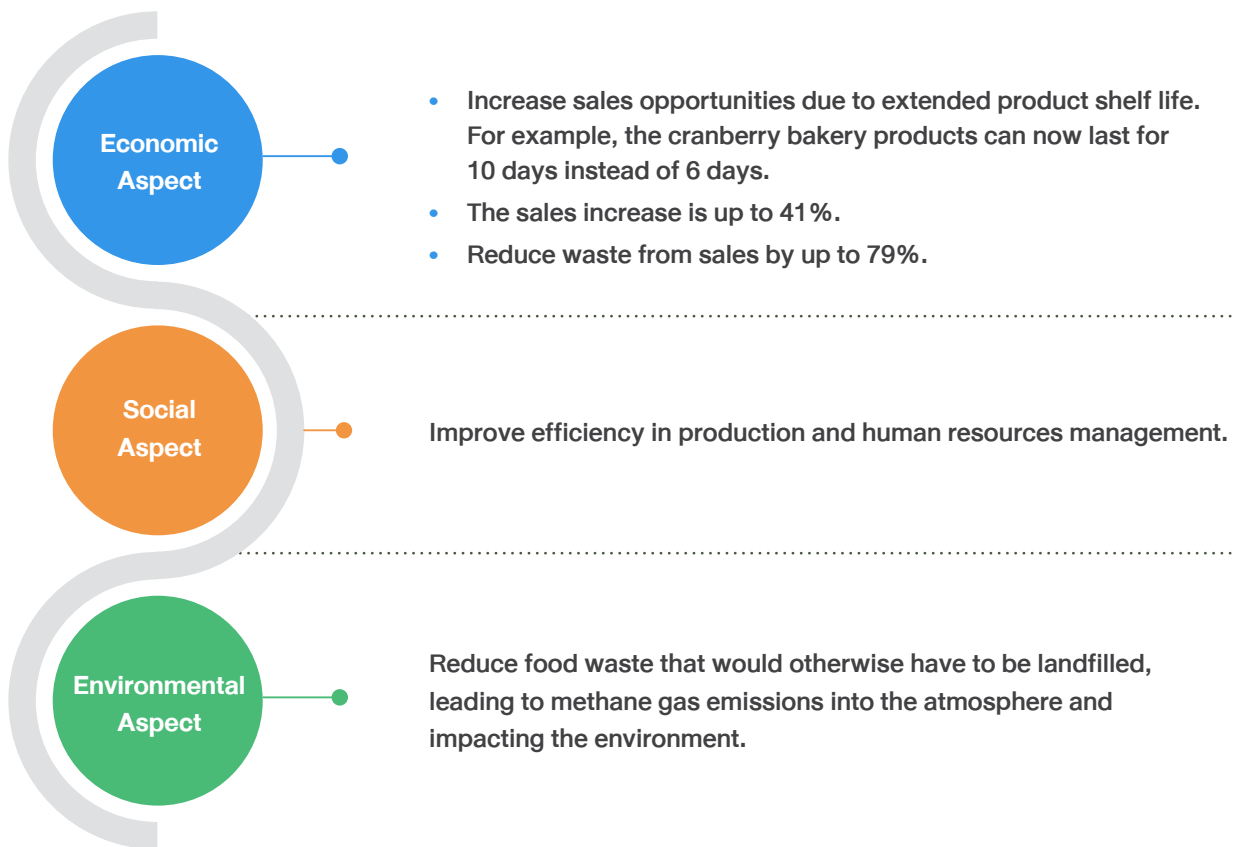 Economic
Aspect
• Increase sales opportunities due to extended product shelf life.
For example, the cranberry bakery products can now last for
10 days instead of 6 days.
• The sales increase is up to 41%.
• Reduce waste from sales by up to 79%.
Social
Aspect
Improve efficiency in production and human resources management.
Environmental
Aspect
Reduce food waste that would otherwise have to be landfilled,
leading to methane gas emissions into the atmosphere and
impacting the environment.